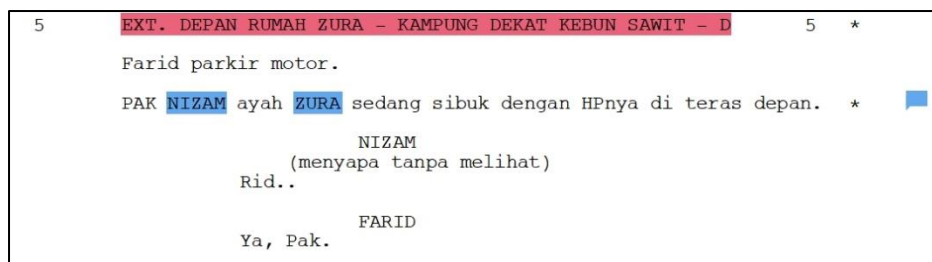 5 EXT. DEPAN RUMAH ZURA – KAMPUNG DEKAT KEBUN SAWIT – D 5 *
Farid parkir motor.
PAK NIZAM ayah ZURA sedang sibuk dengan HPnya di teras depan. *
NIZAM
(menyapa tanpa melihat)
Rid..
FARID
Ya, Pak.